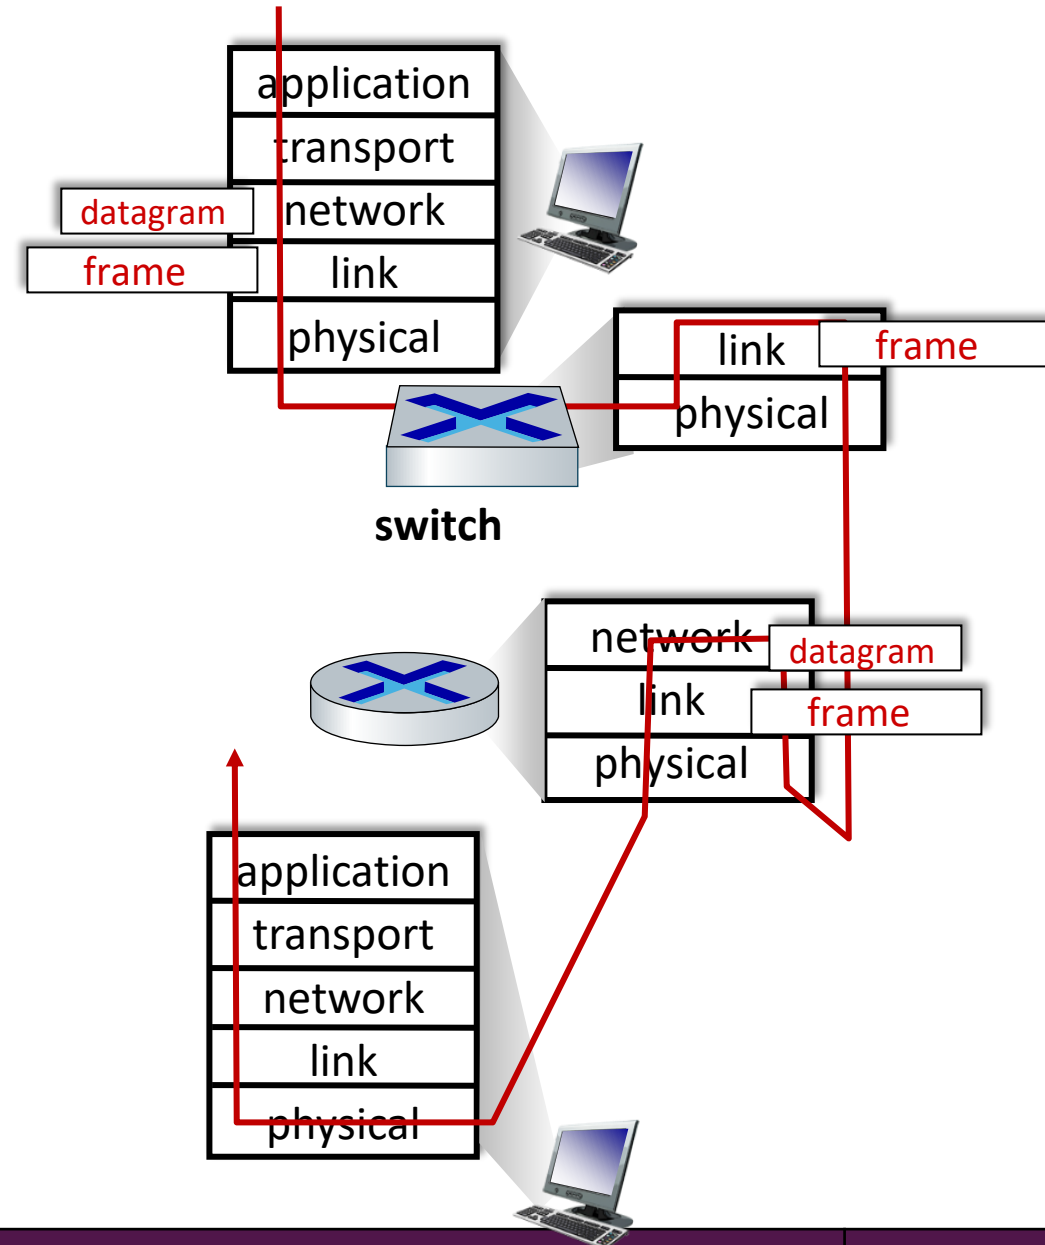 application
transport
datagram
network
frame
link
physical
link
frame
physical
switch
network
datagram
link
frame
physical
application
transport
network
link
physical